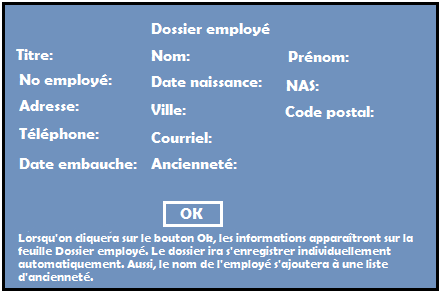 Dossier employé
Titre: Nom: Prénom:
No employé: Date naissance: NAS:
Adresse: Ville: Code postal:
Téléphone: Courriel:
Date embauche: Ancienneté:
OK
Lorsqu'on cliquera sur le bouton Ok, les informations apparaîtront sur la
feuille Dossier employé. Le dossier ira s'enregistrer individuellement
automatiquement. Aussi, le nom de l'employé s'ajoutera à une liste
d'ancienneté.